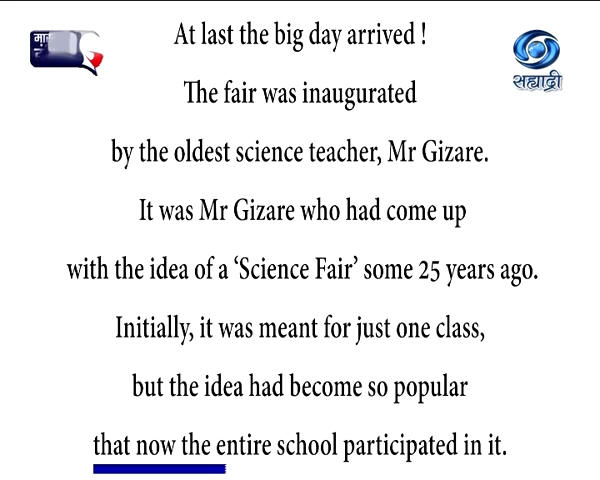 At last the big day arrived !
The fair was inaugurated
by the oldest science teacher, Mr Gizare.
It was Mr Gizare who had come up
with the idea of a ‘Science Fair’ some 25 years ago.
Initially, it was meant for just one class,
but the idea had become so popular
that now the entire school participated in it.
सह्याद्री